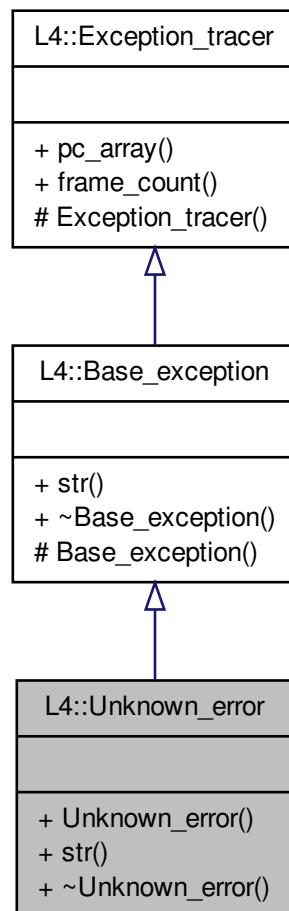 L4::Exception_tracer
+ pc_array()
+ frame_count()
# Exception_tracer()
L4::Base_exception
+ str()
+ ~Base_exception()
# Base_exception()
L4::Unknown_error
+ Unknown_error()
+ str()
+ ~Unknown_error()